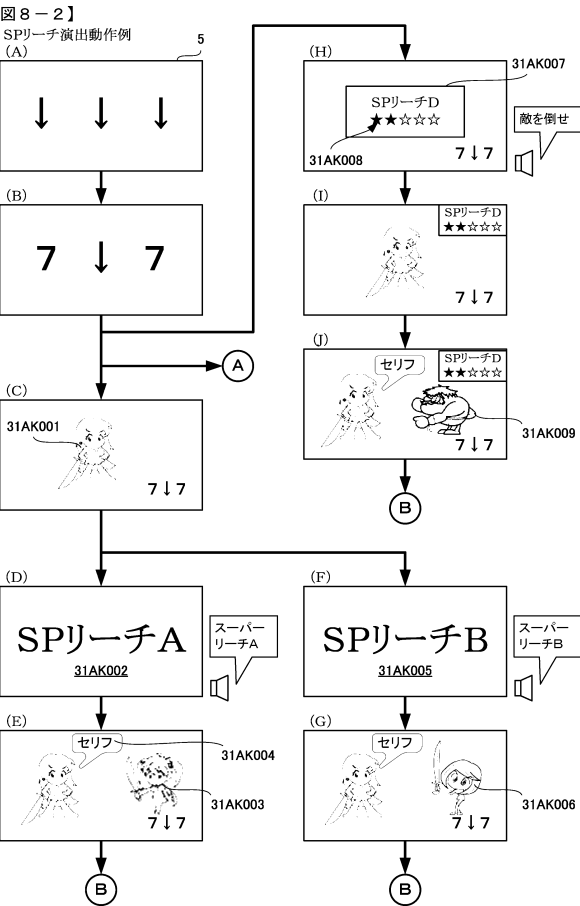 図８－２】
SPリーチ演出動作例
(A)
5
↓ ↓ ↓
(B)
7 ↓ 7
A
(C)
31AK001
7↓7
(D)
SPリーチA
31AK002
スーパー
リーチA
(E)
セリフ
31AK004
31AK003
7↓7
B
(F)
SPリーチB
31AK005
スーパー
リーチB
(G)
セリフ
31AK006
7↓7
B
(H)
31AK007
SPリーチD
★★☆☆☆
31AK008
7↓7
敵を倒せ
(I)
SPリーチD
★★☆☆☆
7↓7
(J)
セリフ
SPリーチD
★★☆☆☆
31AK009
7↓7
B